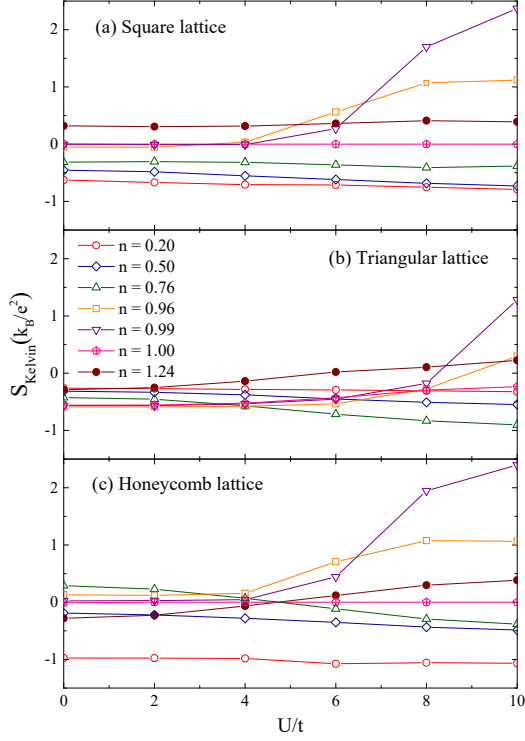 (a) Square lattice
2
1
0
-1
(b) Triangular lattice
n = 0.20
n = 0.50
n = 0.76
n = 0.96
n = 0.99
n = 1.00
n = 1.24
2
1
0
-1
S_Kelvin(k_B/e^2)
(c) Honeycomb lattice
2
1
0
-1
0 2 4 6 8 10
U/t